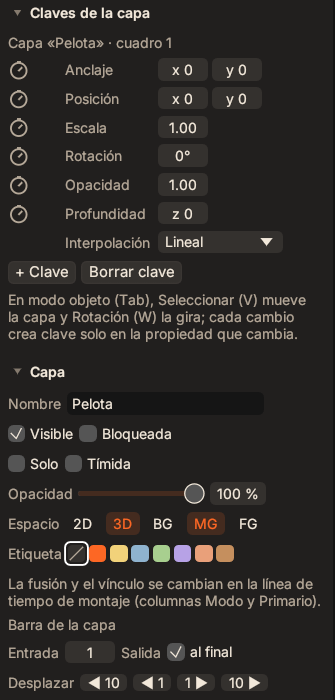 Claves de la capa
Capa «Pelota» · cuadro 1
Anclaje x 0 y 0
Posición x 0 y 0
Escala 1.00
Rotación 0°
Opacidad 1.00
Profundidad z 0
Interpolación Lineal
+ Clave Borrar clave
En modo objeto (Tab), Seleccionar (V) mueve
la capa y Rotación (W) la gira; cada cambio
crea clave solo en la propiedad que cambia.
Capa
Nombre Pelota
Visible Bloqueada
Solo Tímida
Opacidad 100 %
Espacio 2D 3D BG MG FG
Etiqueta
La fusión y el vínculo se cambian en la línea de
tiempo de montaje (columnas Modo y Primario).
Barra de la capa
Entrada 1 Salida al final
Desplazar ◀ 10 ◀ 1 1 ▶ 10 ▶